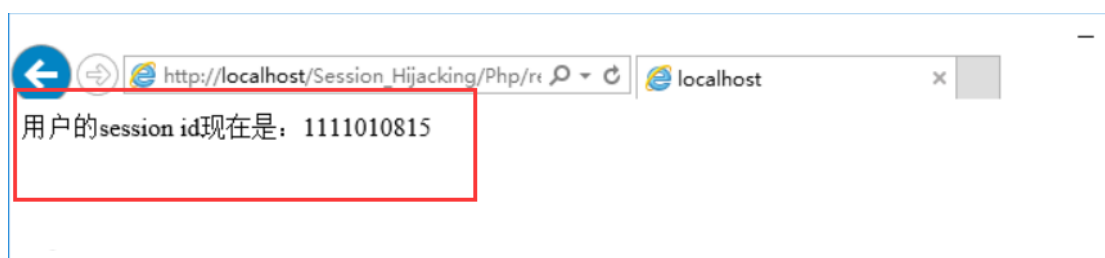 http://localhost/Session_Hijacking/Php/re
localhost
用户的session id现在是：1111010815